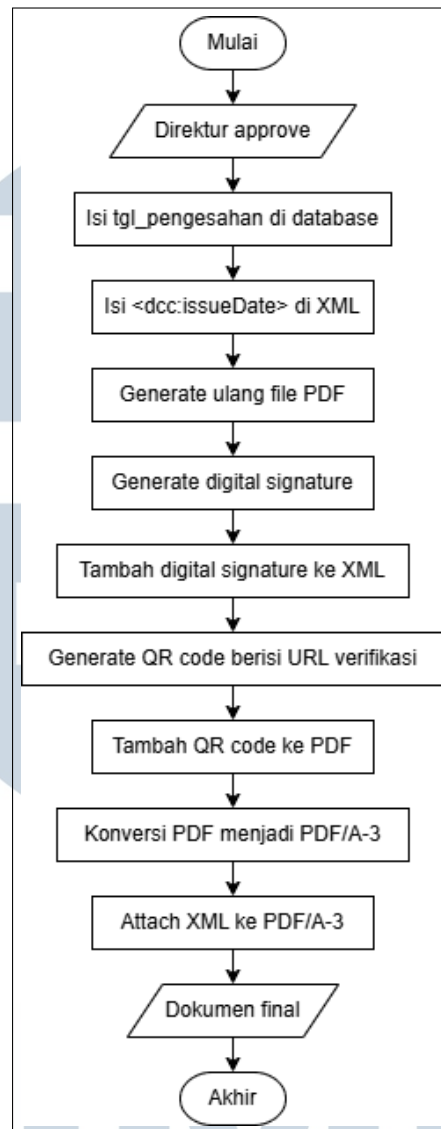 Mulai
Direktur approve
Isi tgl_pengesahan di database
Isi <dcc:issueDate> di XML
Generate ulang file PDF
Generate digital signature
Tambah digital signature ke XML
Generate QR code berisi URL verifikasi
Tambah QR code ke PDF
Konversi PDF menjadi PDF/A-3
Attach XML ke PDF/A-3
Dokumen final
Akhir